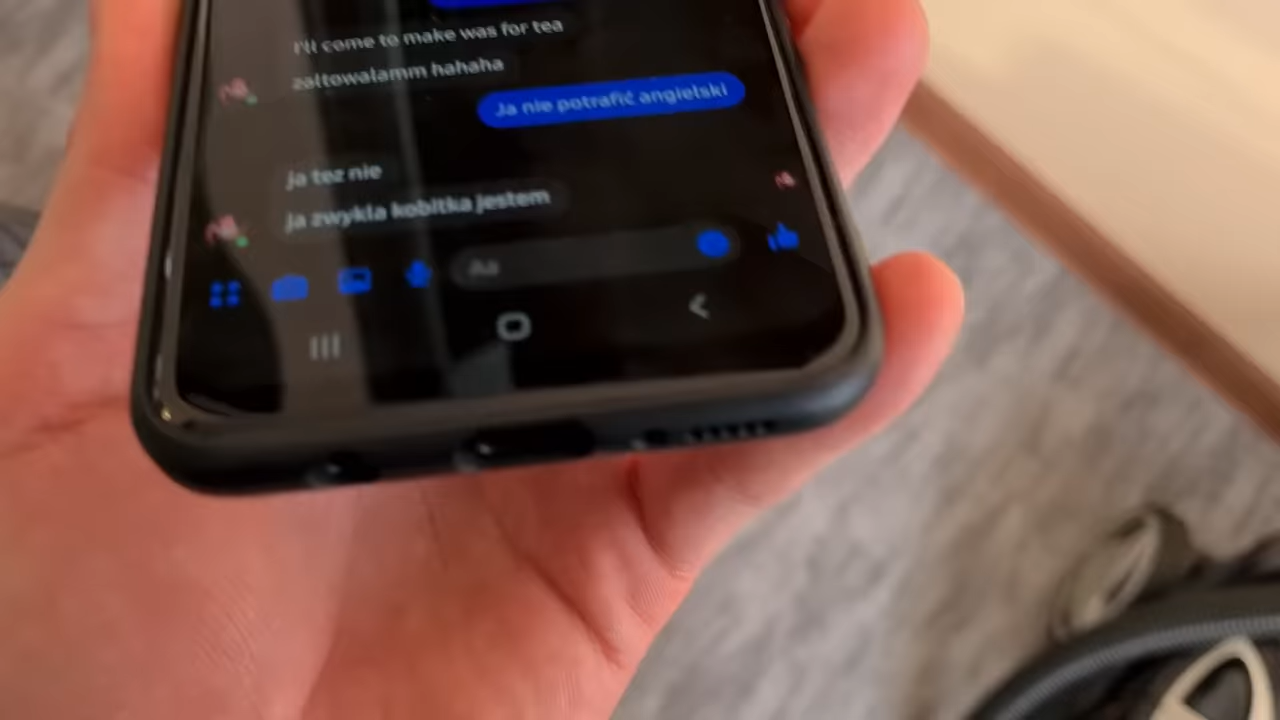 I'll come to make was for tea
zaltowalamm hahaha
Ja nie potrafić angielski
ja tez nie
ja zwykla kobitka jestem
Aa